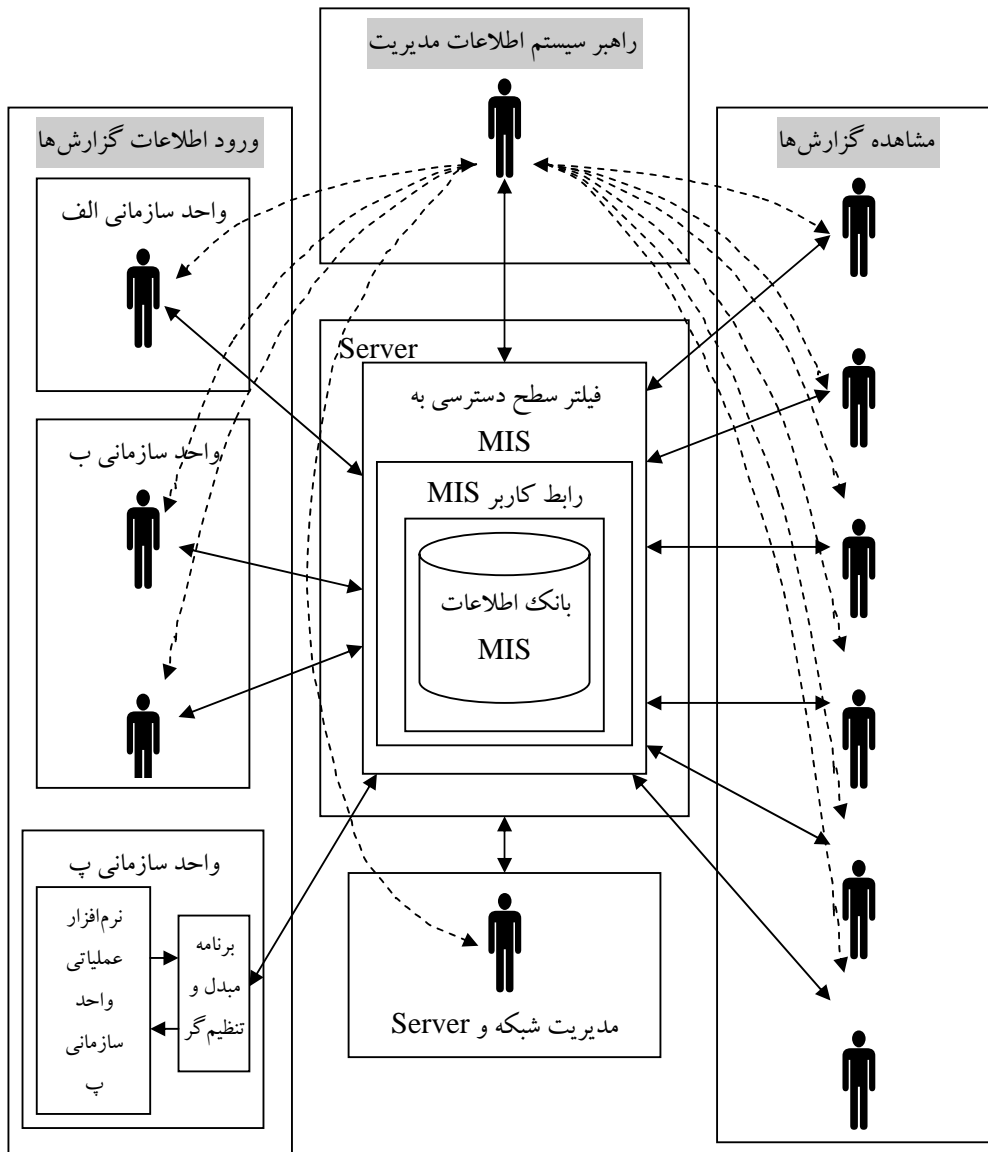 راهبر سیستم اطلاعات مدیریت
مشاهده گزارش‌ها
ورود اطلاعات گزارش‌ها
واحد سازمانی الف
Server
فیلتر سطح دسترسی به
MIS
رابط کاربر MIS
بانک اطلاعات
MIS
واحد سازمانی ب
واحد سازمانی پ
نرم‌افزار
عملیاتی
واحد
سازمانی
پ
برنامه
مبدل و
تنظیم‌گر
مدیریت شبکه و Server